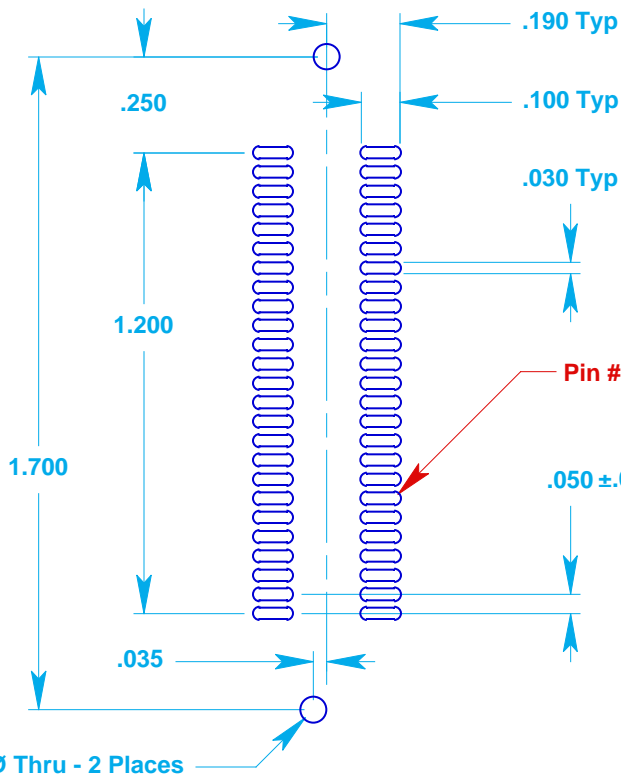 .190 Typ
.250
.100 Typ
.030 Typ
1.200
Pin #
1.700
.050 ±.
.035
Ø Thru - 2 Places